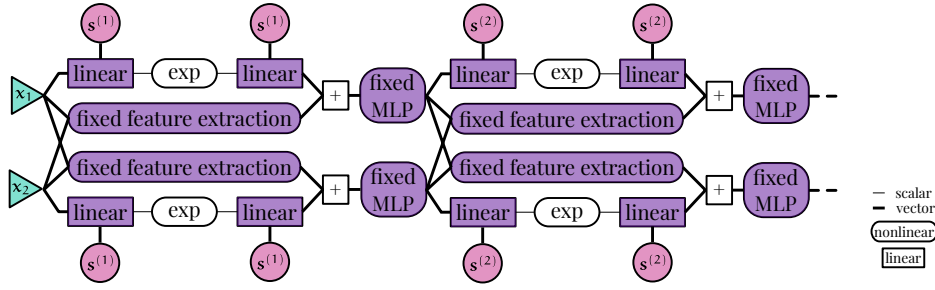 s⁽¹⁾ s⁽¹⁾ s⁽²⁾ s⁽²⁾
linear exp linear linear exp linear
x₁ + fixed MLP + fixed MLP
fixed feature extraction fixed feature extraction
fixed feature extraction fixed feature extraction
x₂ + fixed MLP + fixed MLP
linear exp linear linear exp linear
s⁽¹⁾ s⁽¹⁾ s⁽²⁾ s⁽²⁾
scalar
vector
nonlinear
linear